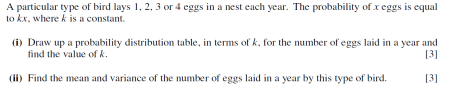 A particular type of bird lays 1, 2, 3 or 4 eggs in a nest each year. The probability of x eggs is equal
to kx, where k is a constant.
(i) Draw up a probability distribution table, in terms of k, for the number of eggs laid in a year and
find the value of k. [3]
(ii) Find the mean and variance of the number of eggs laid in a year by this type of bird. [3]